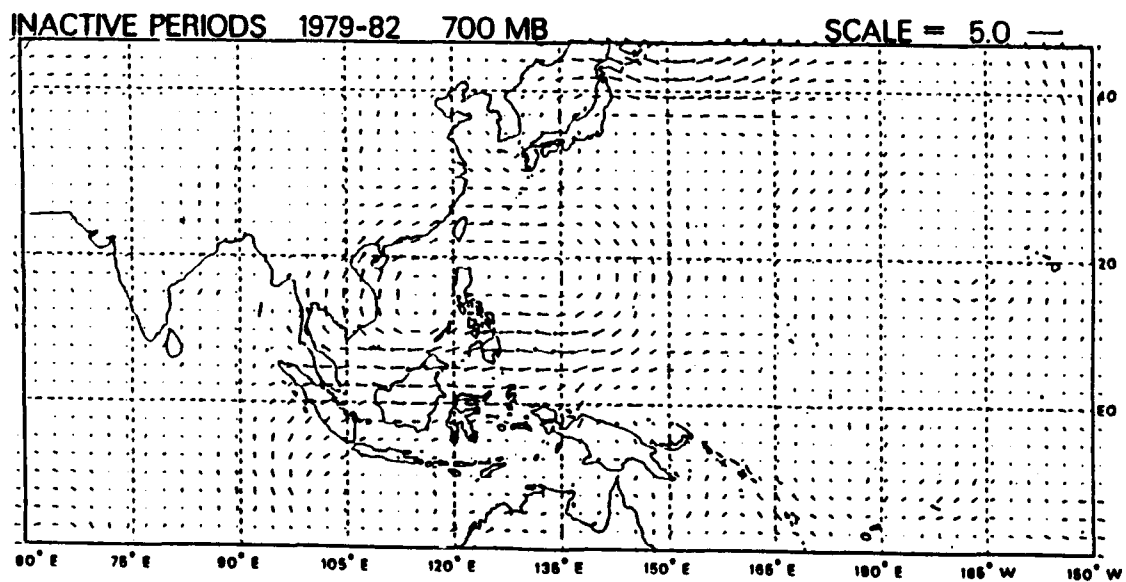 INACTIVE PERIODS 1979-82 700 MB SCALE = 5.0
40
20
60° E 75° E 90° E 105° E 120° E 135° E 150° E 165° E 180° E 165° W 150° W